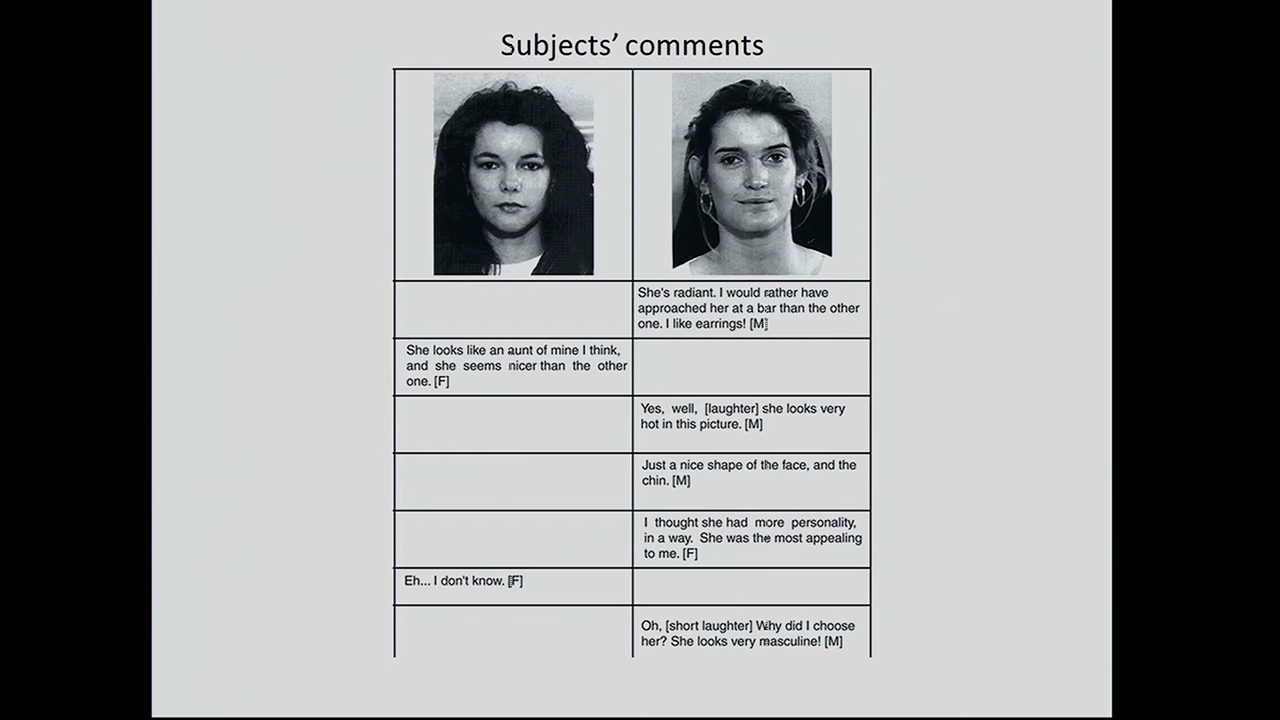 Subjects' comments
She's radiant. I would rather have
approached her at a bar than the other
one. I like earrings! [M]
She looks like an aunt of mine I think,
and she seems nicer than the other
one. [F]
Yes, well, [laughter] she looks very
hot in this picture. [M]
Just a nice shape of the face, and the
chin. [M]
I thought she had more personality,
in a way. She was the most appealing
to me. [F]
Eh... I don't know. [F]
Oh, [short laughter] Why did I choose
her? She looks very masculine! [M]